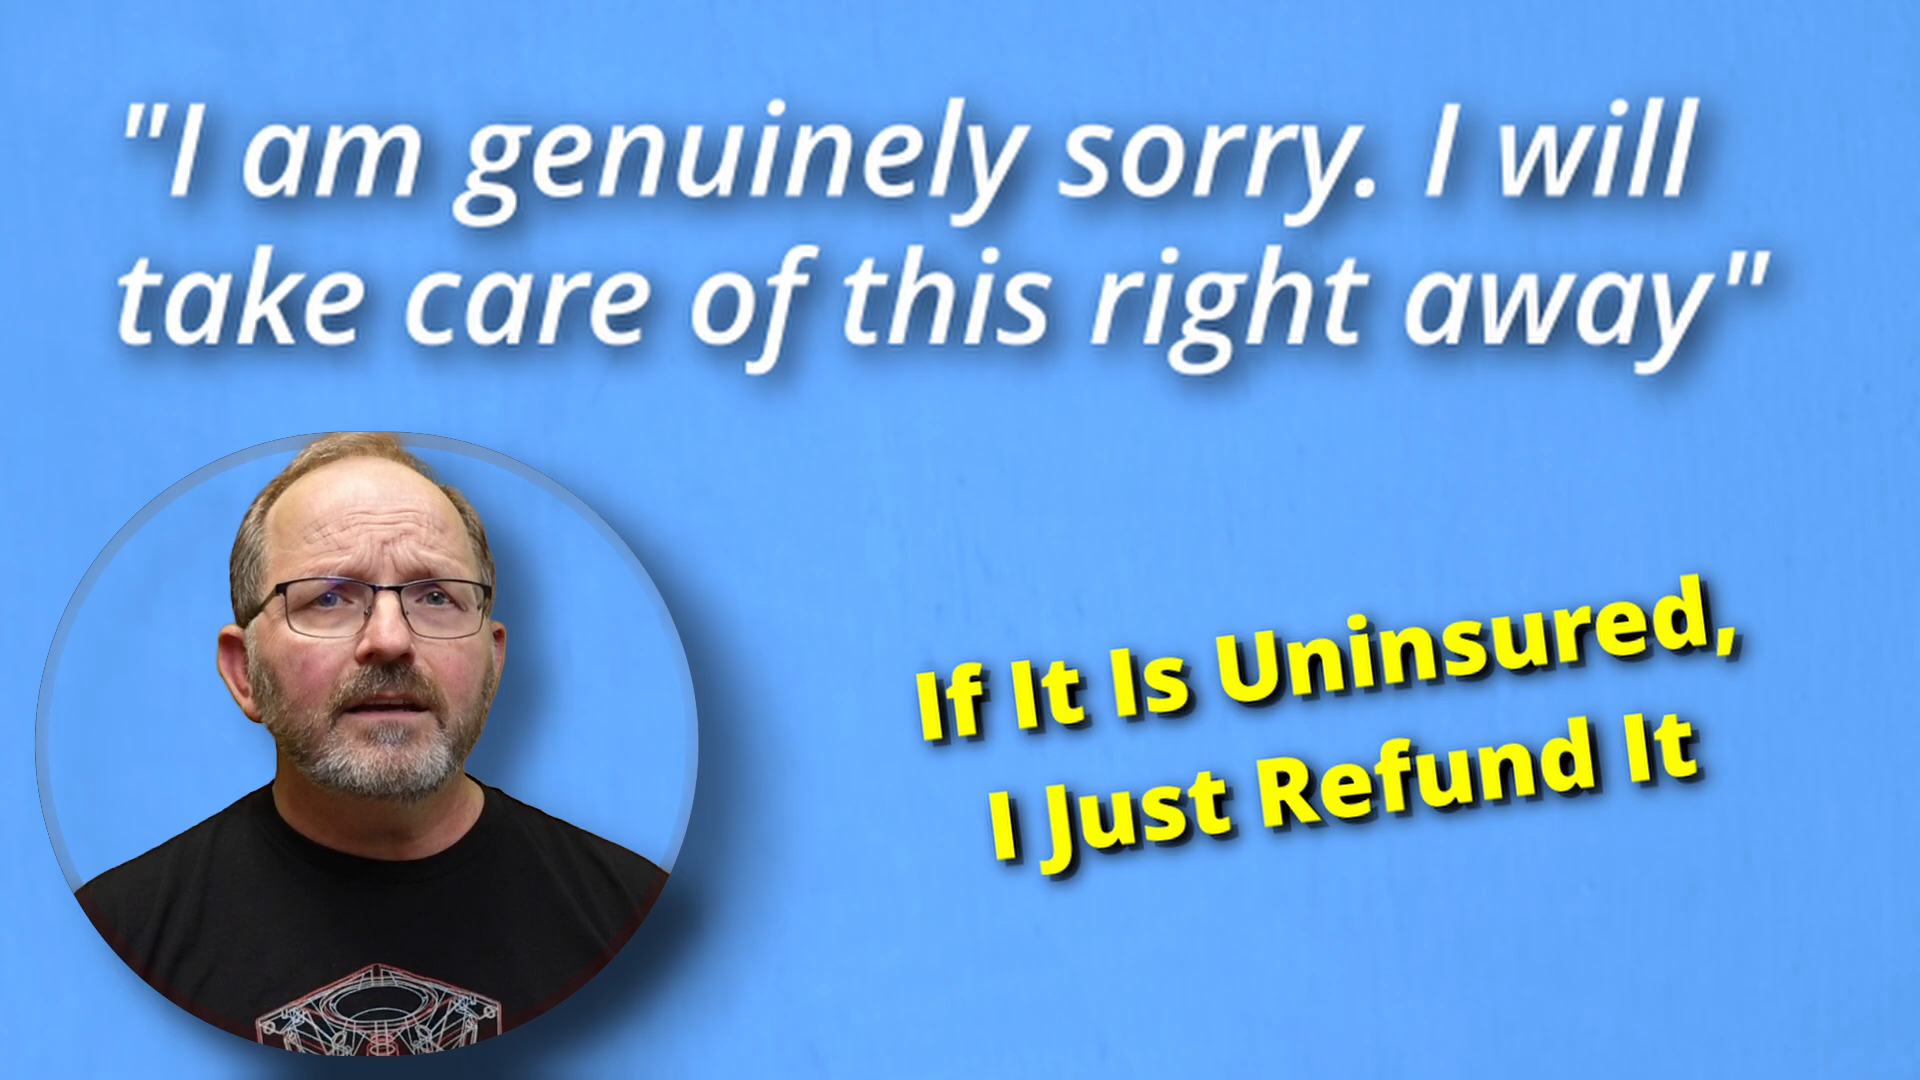 "I am genuinely sorry. I will
take care of this right away"
If It Is Uninsured,
I Just Refund It